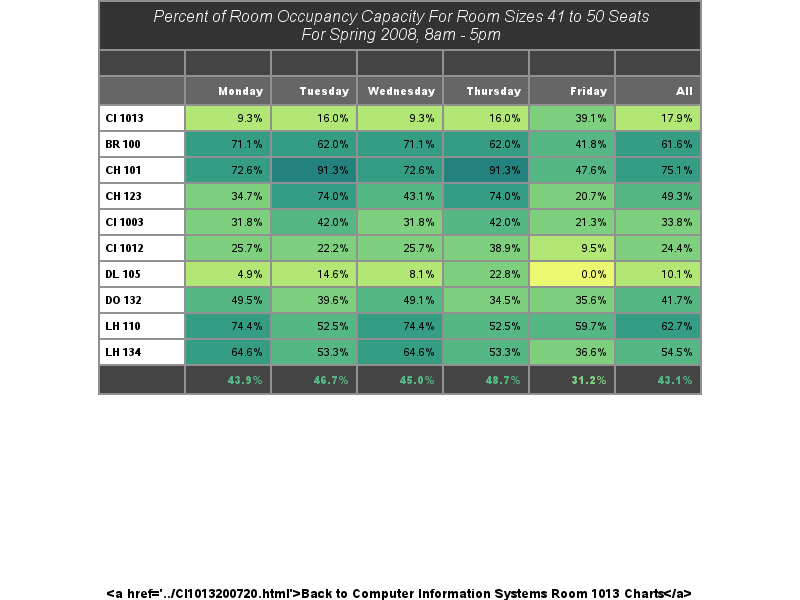 Percent of Room Occupancy Capacity For Room Sizes 41 to 50 Seats
For Spring 2008, 8am - 5pm
Monday Tuesday Wednesday Thursday Friday All
CI 1013 9.3% 16.0% 9.3% 16.0% 39.1% 17.9%
BR 100 71.1% 62.0% 71.1% 62.0% 41.8% 61.6%
CH 101 72.6% 91.3% 72.6% 91.3% 47.6% 75.1%
CH 123 34.7% 74.0% 43.1% 74.0% 20.7% 49.3%
CI 1003 31.8% 42.0% 31.8% 42.0% 21.3% 33.8%
CI 1012 25.7% 22.2% 25.7% 38.9% 9.5% 24.4%
DL 105 4.9% 14.6% 8.1% 22.8% 0.0% 10.1%
DO 132 49.5% 39.6% 49.1% 34.5% 35.6% 41.7%
LH 110 74.4% 52.5% 74.4% 52.5% 59.7% 62.7%
LH 134 64.6% 53.3% 64.6% 53.3% 36.6% 54.5%
43.9% 46.7% 45.0% 48.7% 31.2% 43.1%
<a href='../CI1013200720.html'>Back to Computer Information Systems Room 1013 Charts</a>